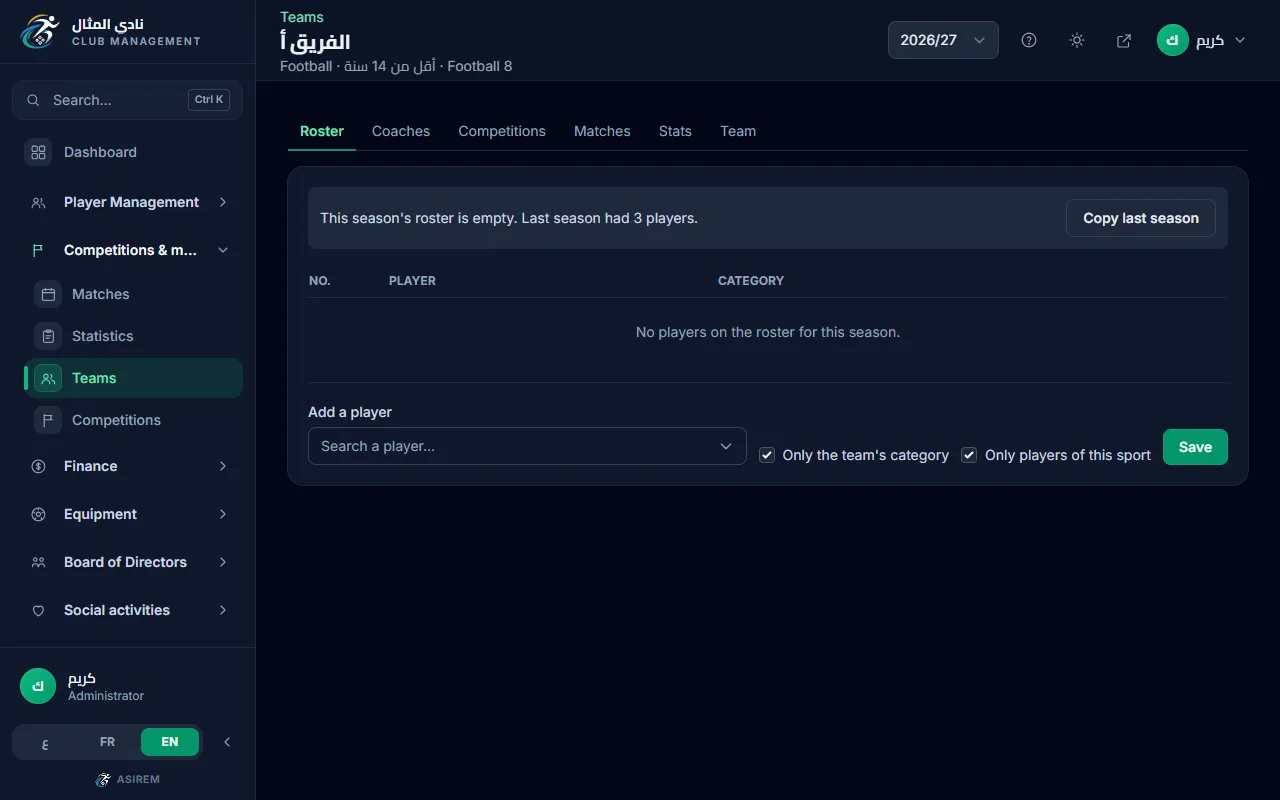 نادي المثال
CLUB MANAGEMENT
Search...
Ctrl K
Dashboard
Player Management
Competitions & m...
Matches
Statistics
Teams
Competitions
Finance
Equipment
Board of Directors
Social activities
ك
كريم
Administrator
ع
FR
EN
ASIREM
Teams
الفريق أ
Football · أقل من 14 سنة · Football 8
2026/27
ك
كريم
Roster
Coaches
Competitions
Matches
Stats
Team
This season's roster is empty. Last season had 3 players.
Copy last season
NO.
PLAYER
CATEGORY
No players on the roster for this season.
Add a player
Search a player...
Only the team's category
Only players of this sport
Save